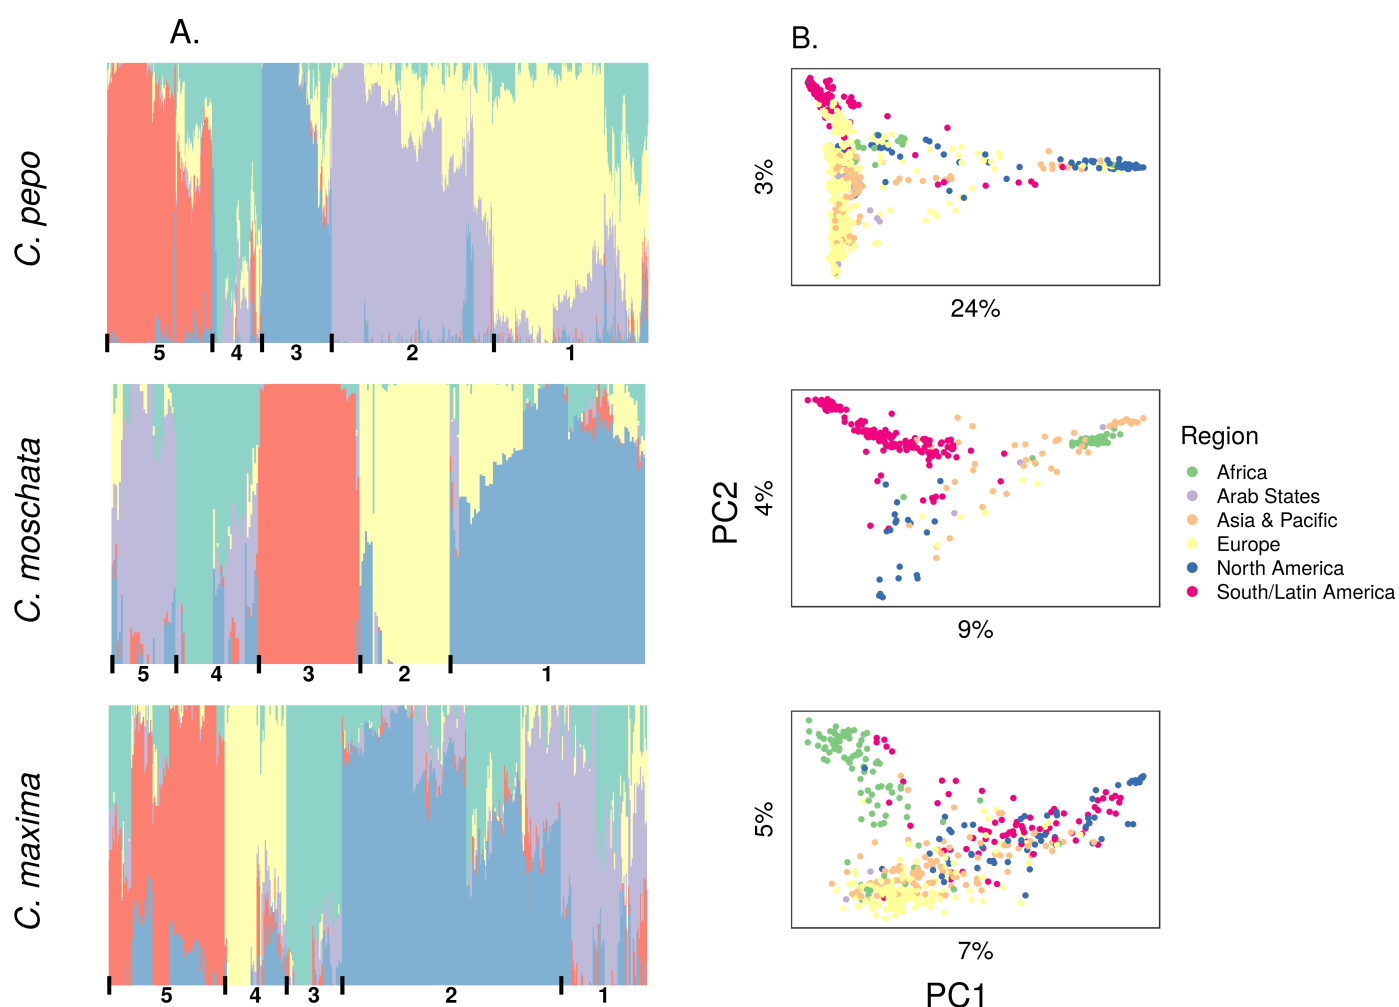 A.
B.
C. pepo
5 4 3 2 1
3%
24%
C. moschata
5 4 3 2 1
PC2
4%
9%
Region
Africa
Arab States
Asia & Pacific
Europe
North America
South/Latin America
C. maxima
5 4 3 2 1
5%
7%
PC1